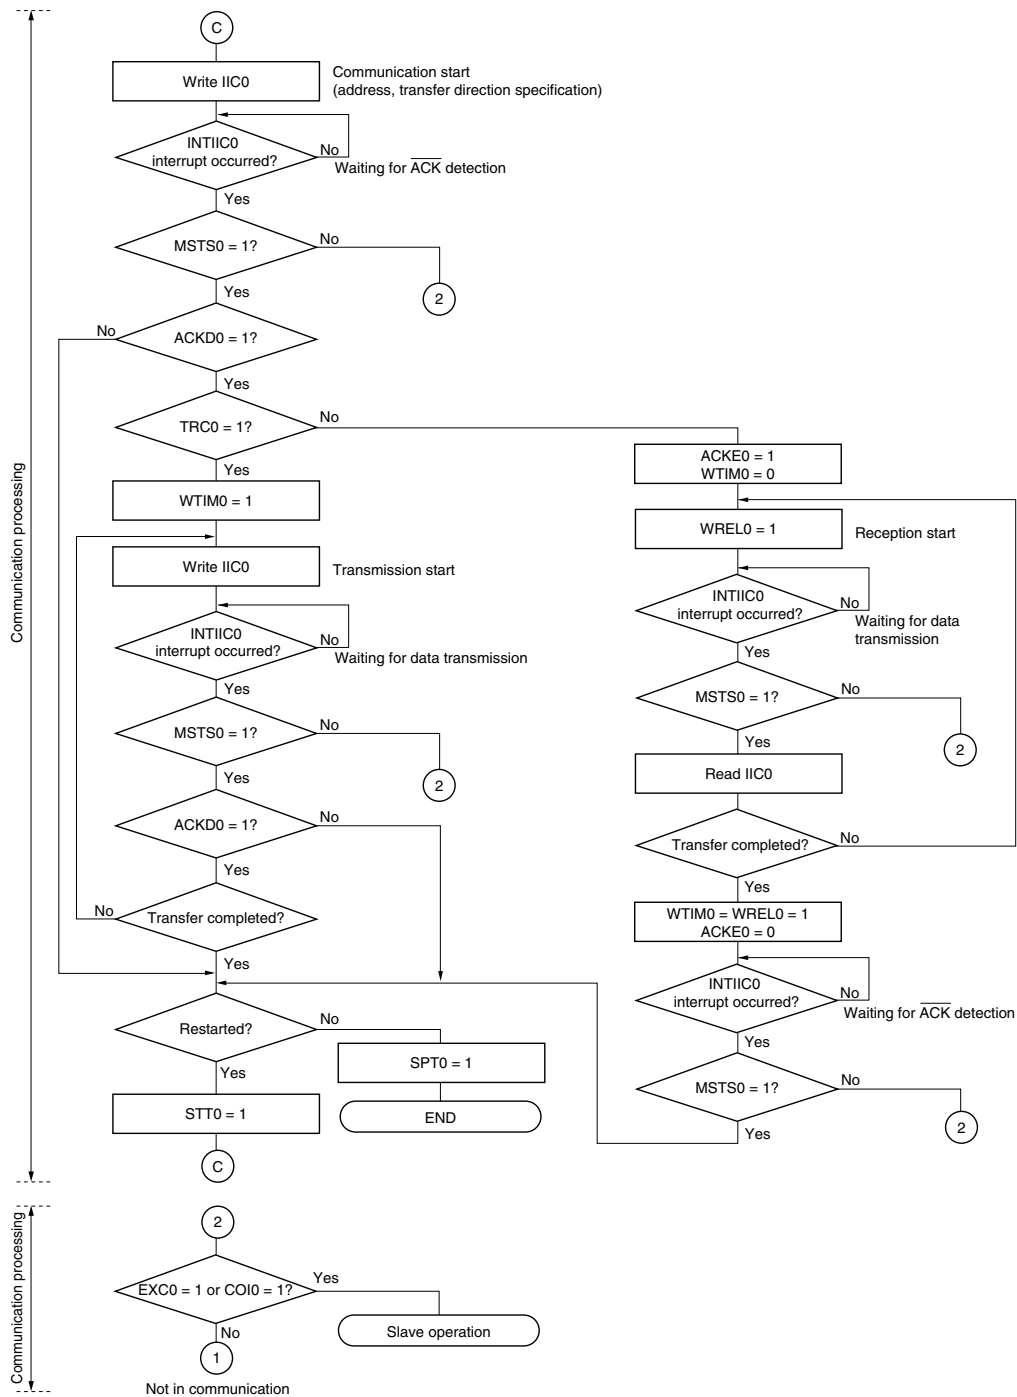 C
Write IIC0
Communication start
(address, transfer direction specification)
INTIIC0
interrupt occurred?
No
Waiting for ACK detection
Yes
MSTS0 = 1?
No
2
Yes
ACKD0 = 1?
No
Yes
TRC0 = 1?
No
Yes
WTIM0 = 1
Write IIC0
Transmission start
INTIIC0
interrupt occurred?
No
Waiting for data transmission
Yes
MSTS0 = 1?
No
2
Yes
ACKD0 = 1?
No
Yes
Transfer completed?
No
Yes
Restarted?
No
SPT0 = 1
END
Yes
STT0 = 1
C
ACKE0 = 1
WTIM0 = 0
WREL0 = 1
Reception start
INTIIC0
interrupt occurred?
No
Waiting for data
transmission
Yes
MSTS0 = 1?
No
2
Yes
Read IIC0
Transfer completed?
No
Yes
WTIM0 = WREL0 = 1
ACKE0 = 0
INTIIC0
interrupt occurred?
No
Waiting for ACK detection
Yes
MSTS0 = 1?
No
2
Yes
Communication processing
2
EXC0 = 1 or COI0 = 1?
Yes
Slave operation
No
1
Not in communication
Communication processing